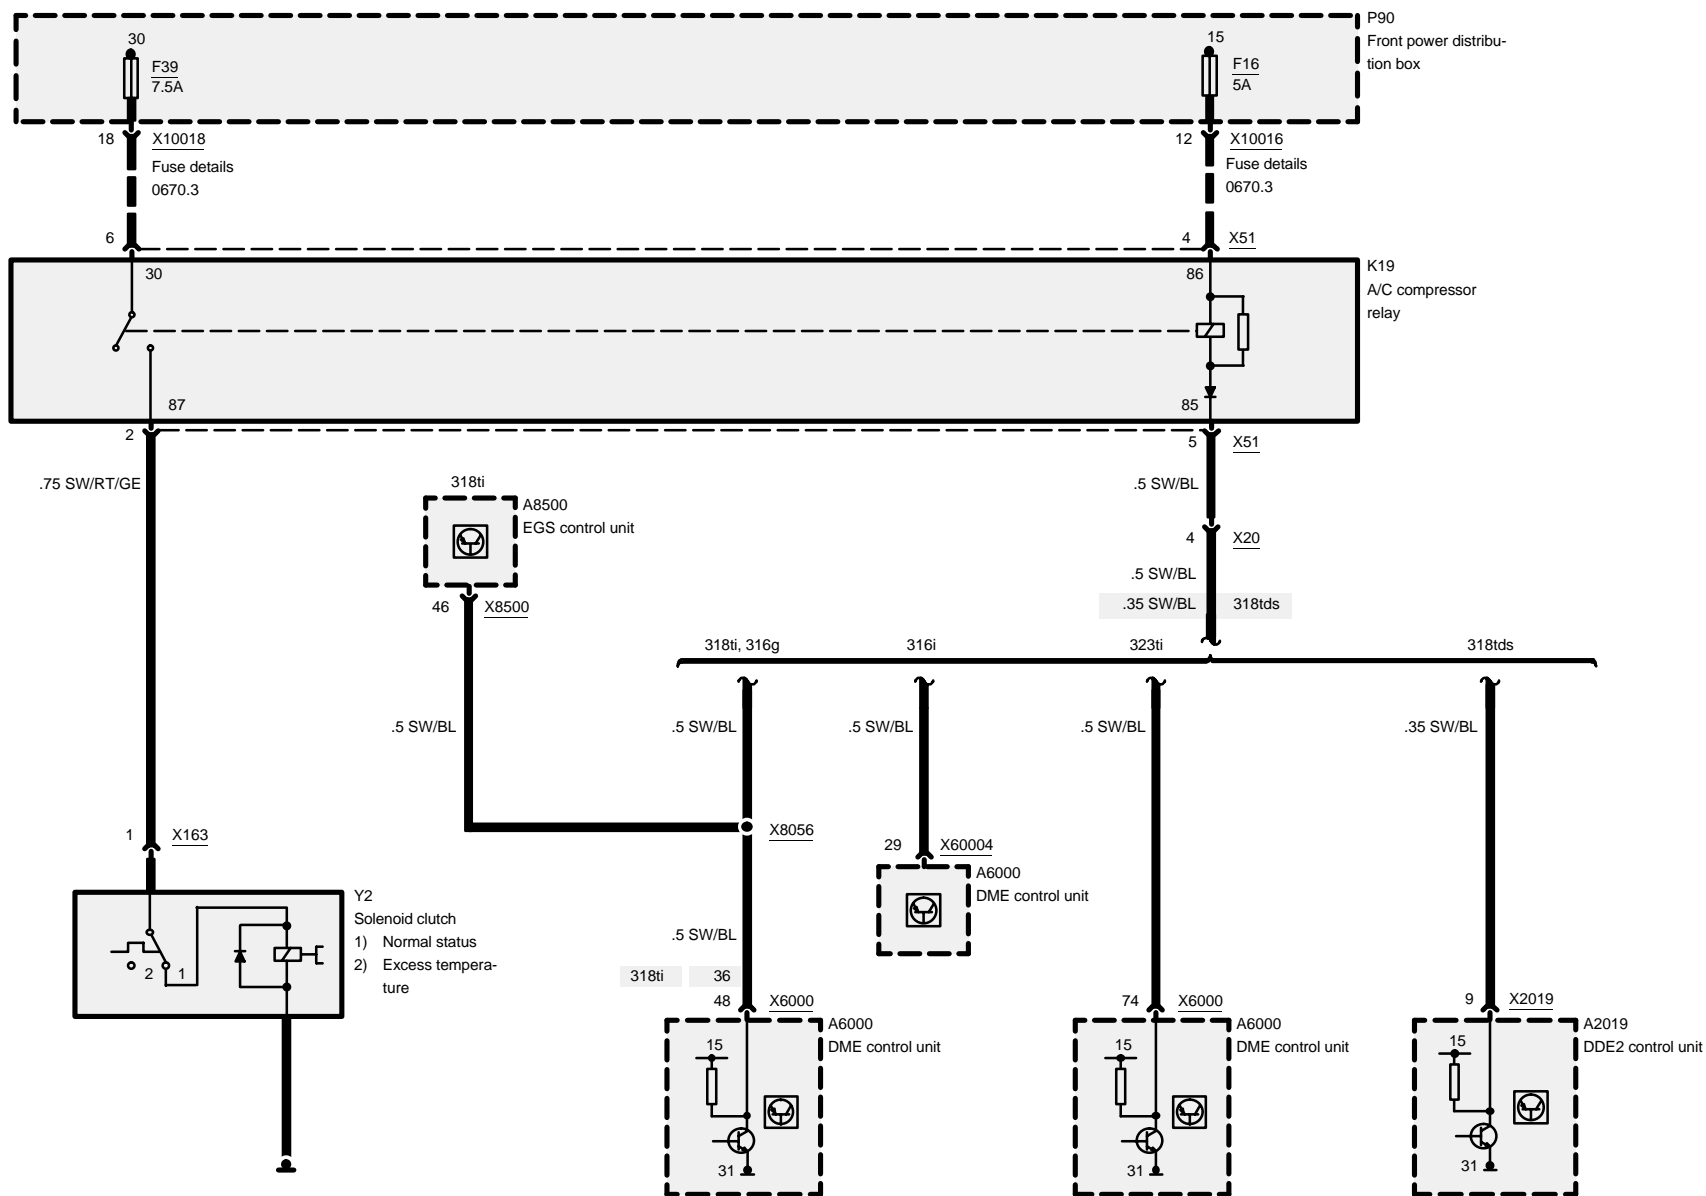 P90
Front power distribu-
tion box
30
F39
7.5A
15
F16
5A
18
X10018
Fuse details
0670.3
12
X10016
Fuse details
0670.3
6
4
X51
30
86
K19
A/C compressor
relay
87
85
2
5
X51
.75 SW/RT/GE
318ti
A8500
EGS control unit
46
X8500
.5 SW/BL
4
X20
.5 SW/BL
.35 SW/BL
318tds
318ti, 316g
316i
323ti
318tds
.5 SW/BL
.5 SW/BL
.5 SW/BL
.5 SW/BL
.35 SW/BL
1
X163
X8056
29
X60004
A6000
DME control unit
Y2
Solenoid clutch
1) Normal status
2) Excess tempera-
ture
2
1
.5 SW/BL
318ti
36
48
X6000
A6000
DME control unit
15
31
74
X6000
A6000
DME control unit
15
31
9
X2019
A2019
DDE2 control unit
15
31